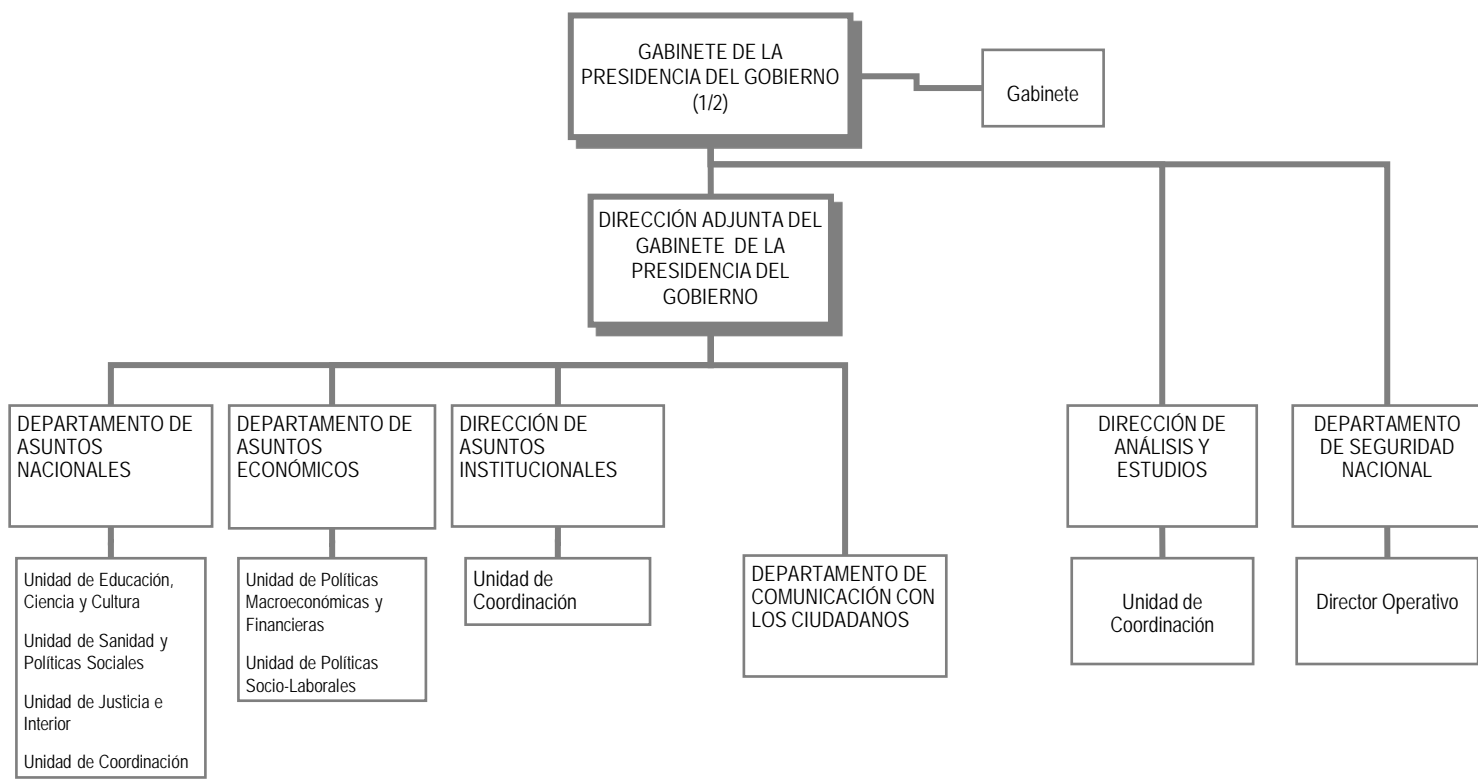 GABINETE DE LA
PRESIDENCIA DEL GOBIERNO
(1/2)
Gabinete
DIRECCIÓN ADJUNTA DEL
GABINETE DE LA
PRESIDENCIA DEL
GOBIERNO
DEPARTAMENTO DE
ASUNTOS
NACIONALES
DEPARTAMENTO DE
ASUNTOS
ECONÓMICOS
DIRECCIÓN DE
ASUNTOS
INSTITUCIONALES
DIRECCIÓN DE
ANÁLISIS Y
ESTUDIOS
DEPARTAMENTO
DE SEGURIDAD
NACIONAL
Unidad de Educación,
Ciencia y Cultura
Unidad de Sanidad y
Políticas Sociales
Unidad de Justicia e
Interior
Unidad de Coordinación
Unidad de Políticas
Macroeconómicas y
Financieras
Unidad de Políticas
Socio-Laborales
Unidad de
Coordinación
DEPARTAMENTO DE
COMUNICACIÓN CON
LOS CIUDADANOS
Unidad de
Coordinación
Director Operativo